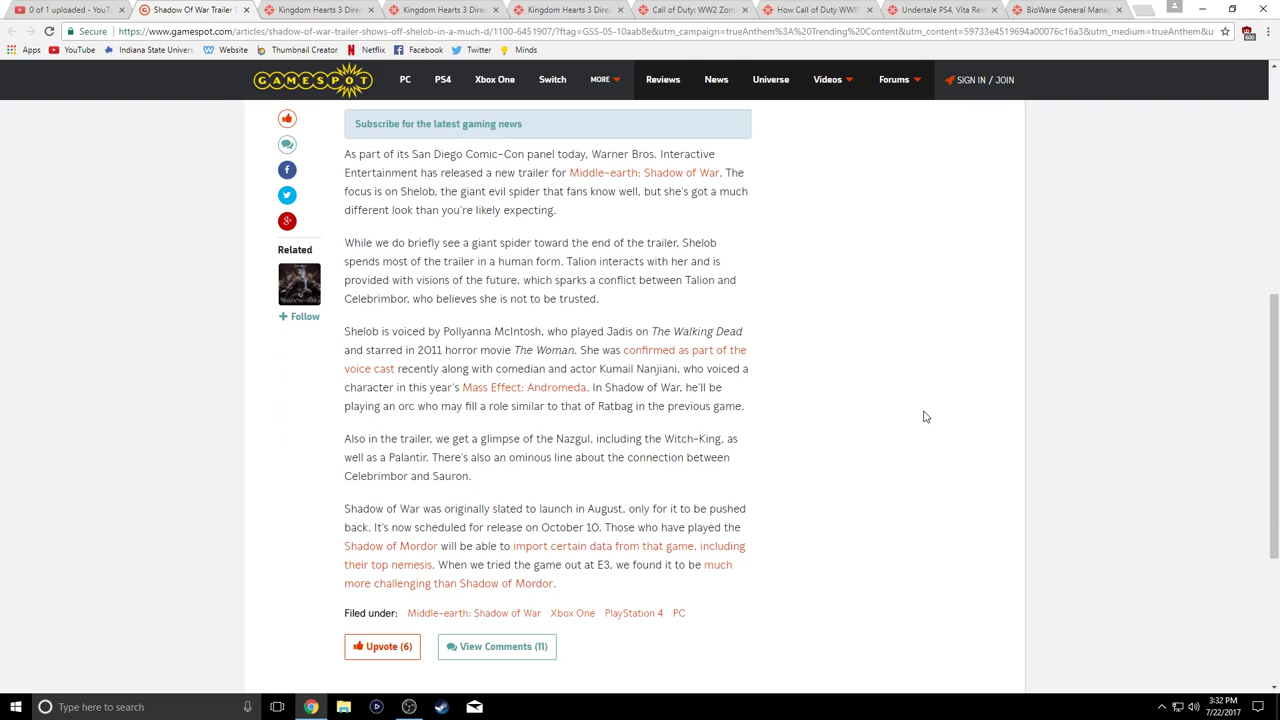 0 of 1 uploaded - YouT
Shadow Of War Trailer
Kingdom Hearts 3 Direc
Kingdom Hearts 3 Direc
Kingdom Hearts 3 Direc
Call of Duty: WW2 Zom
How Call of Duty WWII
Undertale PS4, Vita Rele
BioWare General Mana
Secure
https://www.gamespot.com/articles/shadow-of-war-trailer-shows-off-shelob-in-a-much-d/1100-6451907/?ftag=GSS-05-10aab8e&utm_campaign=trueAnthem%3A%20Trending%20Content&utm_content=59733e4519694a00076c16a3&utm_medium=trueAnthem&ut
600
Apps
YouTube
Indiana State Univers
Website
Thumbnail Creator
Netflix
Facebook
Twitter
Minds
GAMESPOT
PC
PS4
Xbox One
Switch
MORE
Reviews
News
Universe
Videos
Forums
SIGN IN / JOIN
Subscribe for the latest gaming news
As part of its San Diego Comic-Con panel today, Warner Bros. Interactive
Entertainment has released a new trailer for Middle-earth: Shadow of War. The
focus is on Shelob, the giant evil spider that fans know well, but she's got a much
different look than you're likely expecting.
Related
Follow
While we do briefly see a giant spider toward the end of the trailer, Shelob
spends most of the trailer in a human form. Talion interacts with her and is
provided with visions of the future, which sparks a conflict between Talion and
Celebrimbor, who believes she is not to be trusted.
Shelob is voiced by Pollyanna McIntosh, who played Jadis on The Walking Dead
and starred in 2011 horror movie The Woman. She was confirmed as part of the
voice cast recently along with comedian and actor Kumail Nanjiani, who voiced a
character in this year's Mass Effect: Andromeda. In Shadow of War, he'll be
playing an orc who may fill a role similar to that of Ratbag in the previous game.
Also in the trailer, we get a glimpse of the Nazgul, including the Witch-King, as
well as a Palantir. There's also an ominous line about the connection between
Celebrimbor and Sauron.
Shadow of War was originally slated to launch in August, only for it to be pushed
back. It's now scheduled for release on October 10. Those who have played the
Shadow of Mordor will be able to import certain data from that game, including
their top nemesis. When we tried the game out at E3, we found it to be much
more challenging than Shadow of Mordor.
Filed under: Middle-earth: Shadow of War Xbox One PlayStation 4 PC
Upvote (6)
View Comments (11)
Type here to search
3:32 PM
7/22/2017